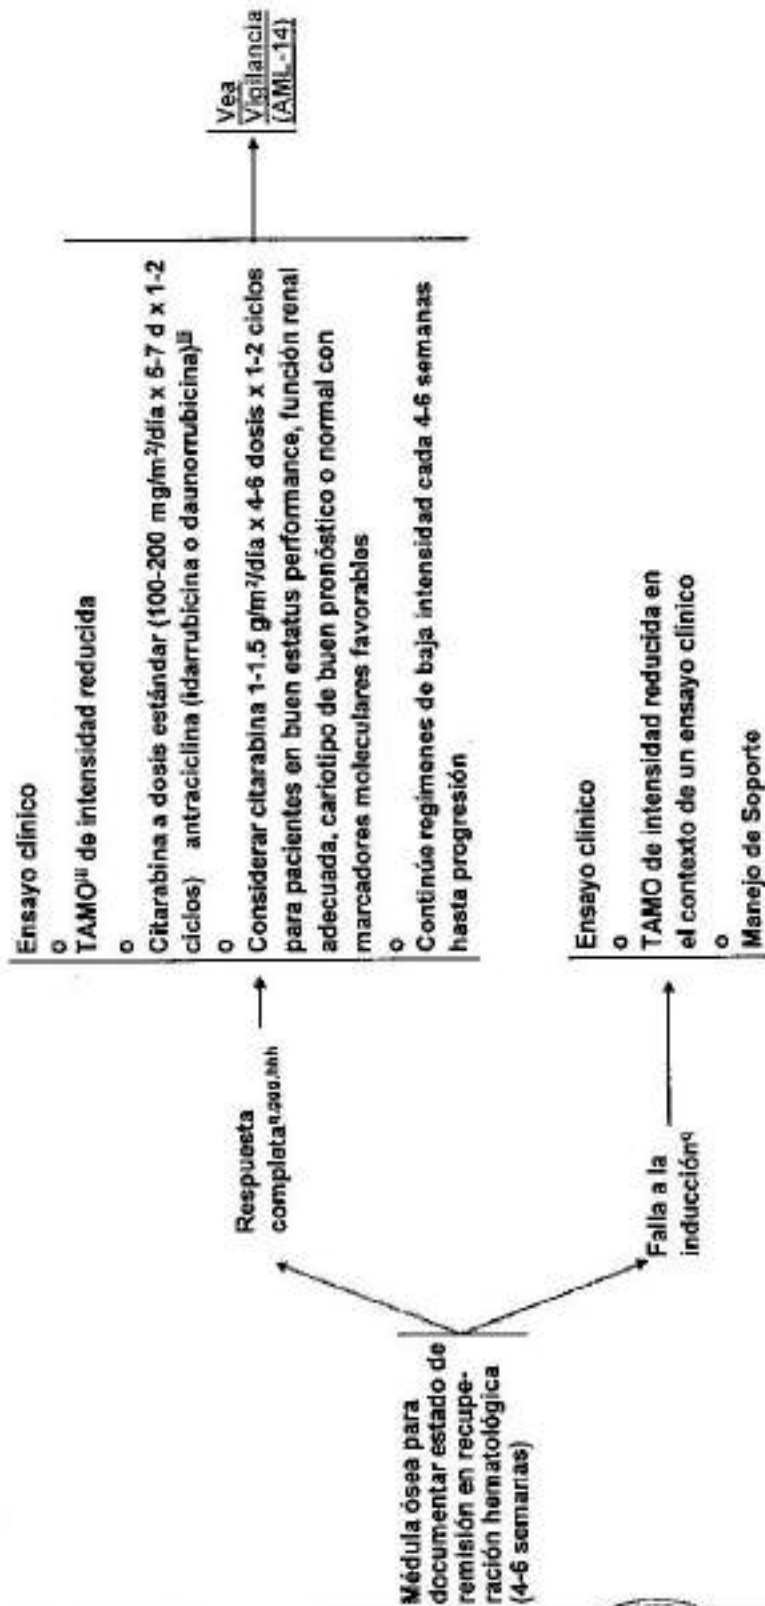 Médula ósea para
documentar estado de
remisión en recupe-
ración hematológica
(4-6 semanas)
Respuesta
completa
Ensayo clínico
o
TAMO de intensidad reducida
o
Citarabina a dosis estándar (100-200 mg/m²/día x 5-7 d x 1-2
ciclos) antraciclina (idarrubicina o daunorrubicina)
o
Considerar citarabina 1-1.5 g/m²/día x 4-6 dosis x 1-2 ciclos
para pacientes en buen estatus performance, función renal
adecuada, cariotipo de buen pronóstico o normal con
marcadores moleculares favorables
o
Continúe regimenes de baja intensidad cada 4-6 semanas
hasta progresión
Vea
Vigilancia
(AML-14)
Falla a la
inducciónq
Ensayo clínico
o
TAMO de intensidad reducida en
el contexto de un ensayo clínico
o
Manejo de Soporte